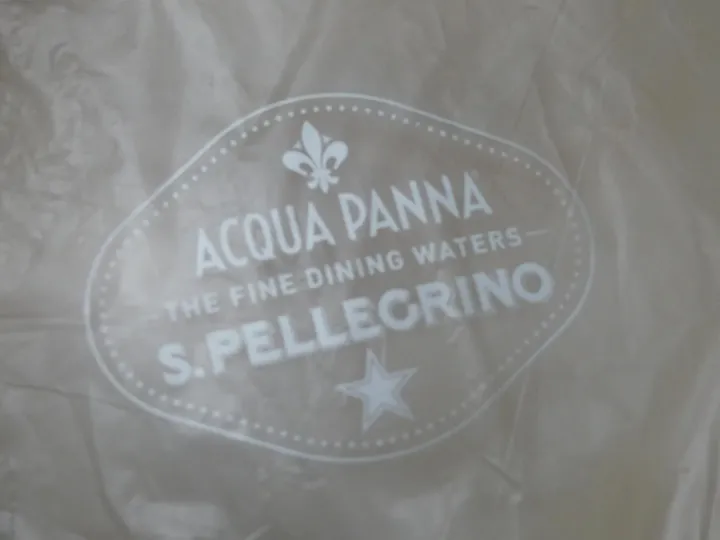 ACQUA PANNA
THE FINE DINING WATERS
S.PELLEGRINO